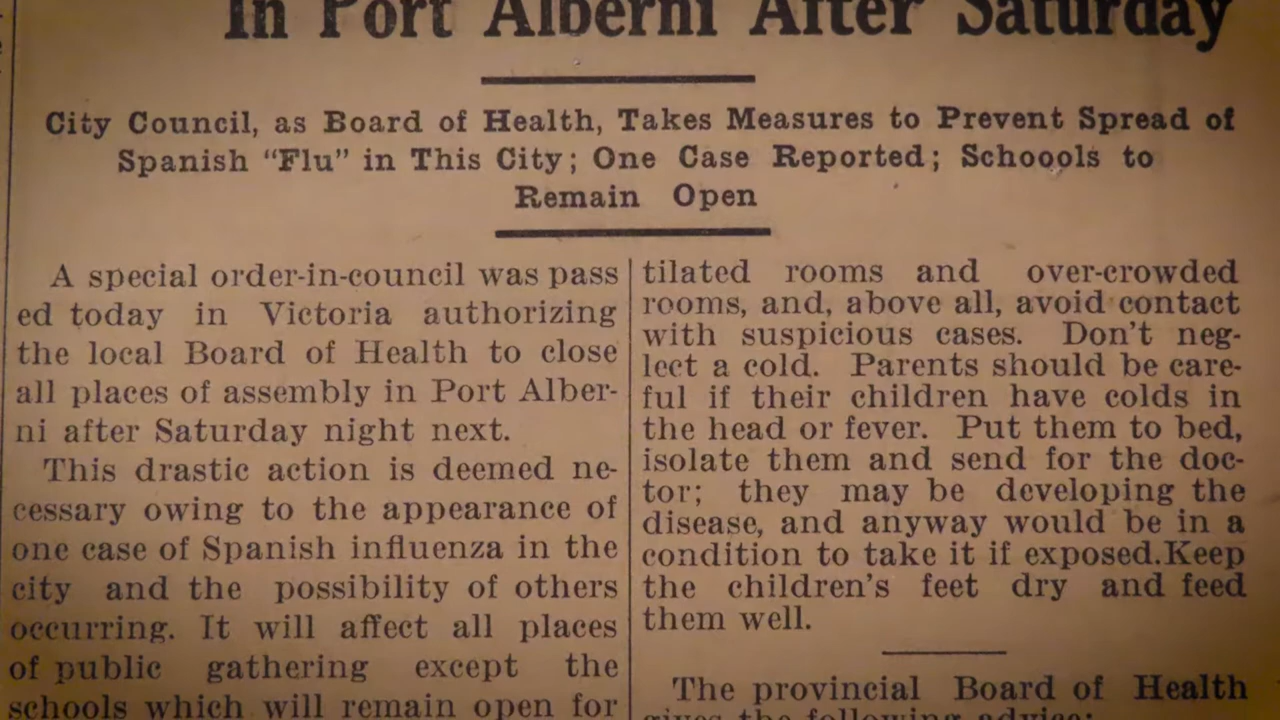 In Port Alberni After Saturday
City Council, as Board of Health, Takes Measures to Prevent Spread of
Spanish “Flu” in This City; One Case Reported; Schoools to
Remain Open
A special order-in-council was pass
ed today in Victoria authorizing
the local Board of Health to close
all places of assembly in Port Alber-
ni after Saturday night next.
This drastic action is deemed ne-
cessary owing to the appearance of
one case of Spanish influenza in the
city and the possibility of others
occurring. It will affect all places
of public gathering except the
schools which will remain open for
tilated rooms and over-crowded
rooms, and, above all, avoid contact
with suspicious cases. Don’t neg-
lect a cold. Parents should be care-
ful if their children have colds in
the head or fever. Put them to bed,
isolate them and send for the doc-
tor; they may be developing the
disease, and anyway would be in a
condition to take it if exposed.Keep
the children’s feet dry and feed
them well.
The provincial Board of Health
gives the following advice: